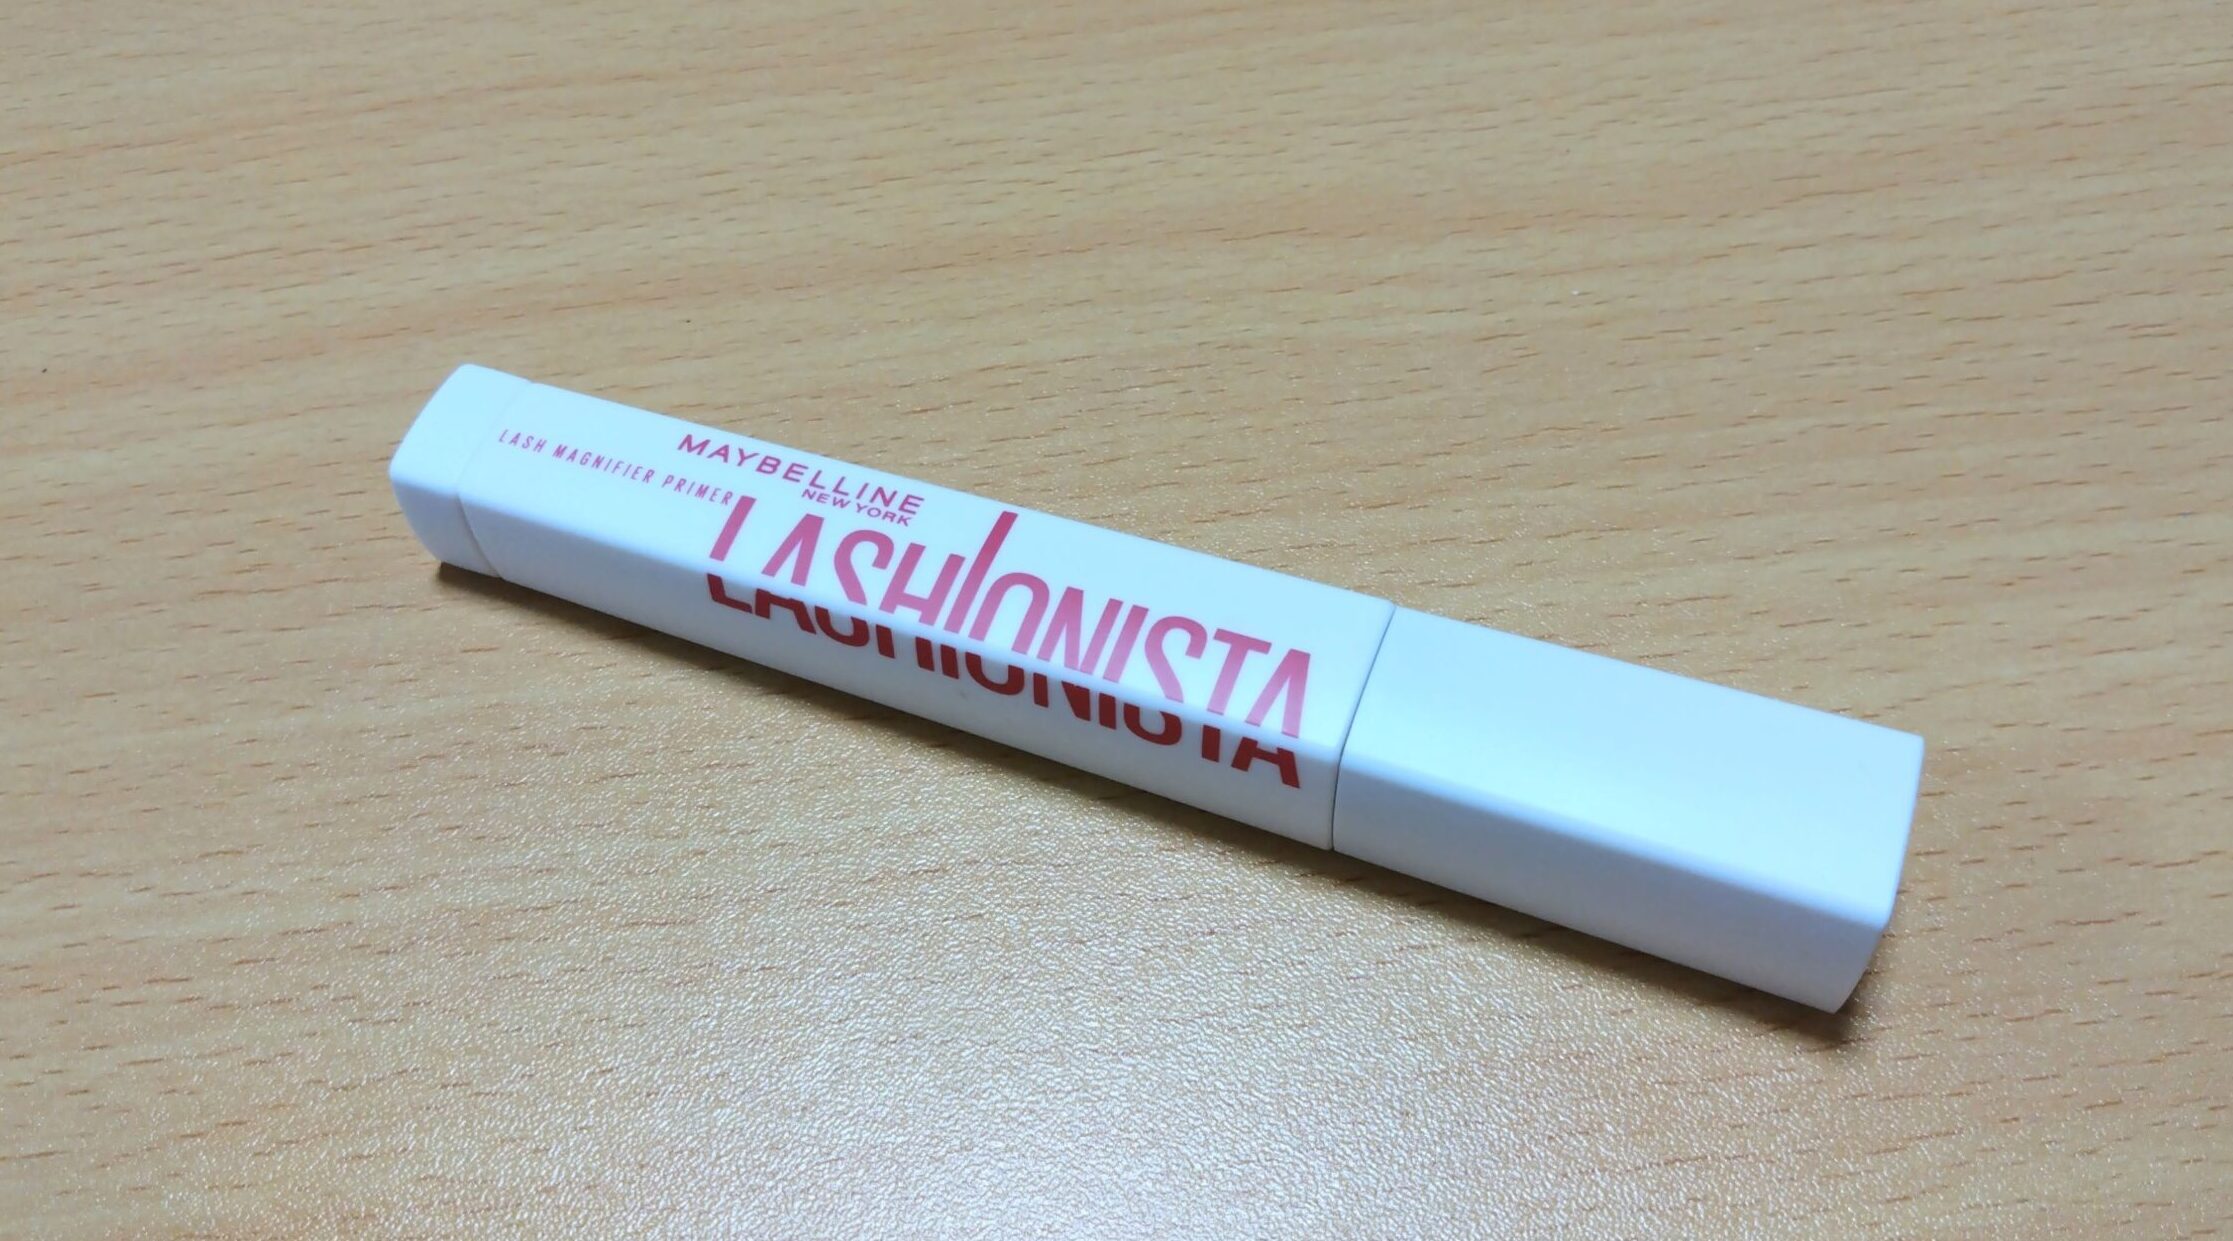 LASH MAGNIFIER PRIMER
MAYBELLINE
NEW YORK
LASHIONISTA